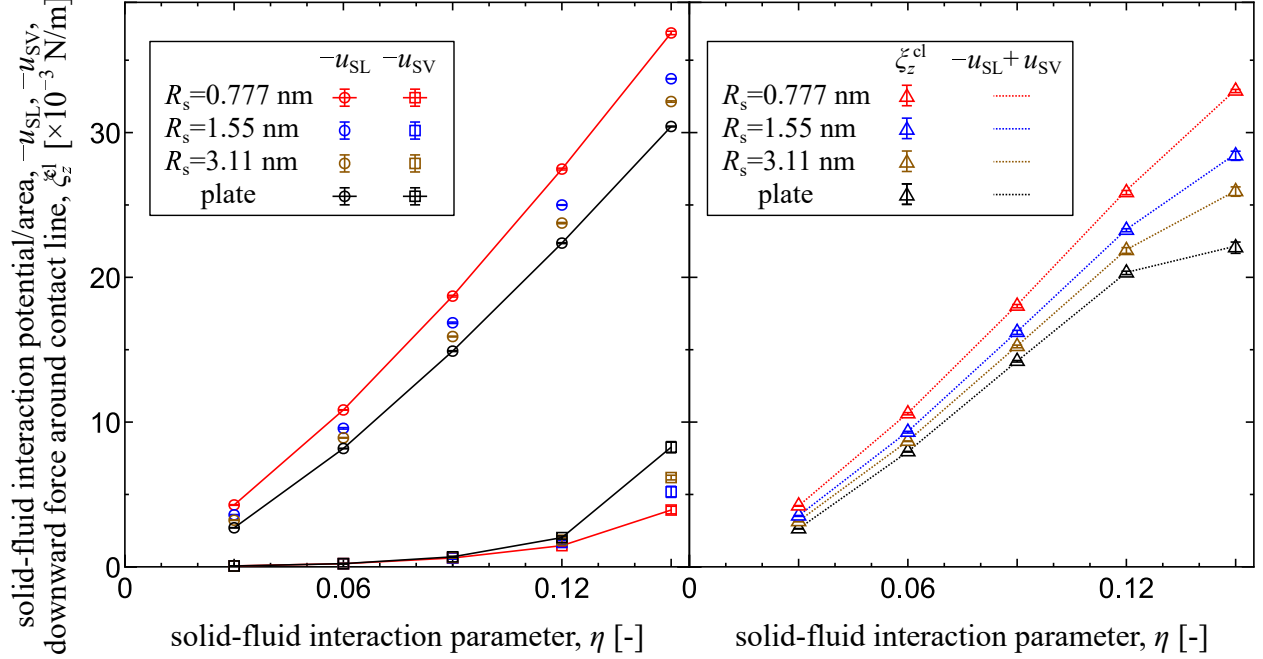 solid-fluid interaction potential/area, −u_SL, −u_SV,
downward force around contact line, ξ_z^cl [×10^−3 N/m]
30
20
10
0
−u_SL −u_SV
R_s=0.777 nm
R_s=1.55 nm
R_s=3.11 nm
plate
0 0.06 0.12
solid-fluid interaction parameter, η [-]
ξ_z^cl −u_SL+u_SV
R_s=0.777 nm
R_s=1.55 nm
R_s=3.11 nm
plate
0 0.06 0.12
solid-fluid interaction parameter, η [-]